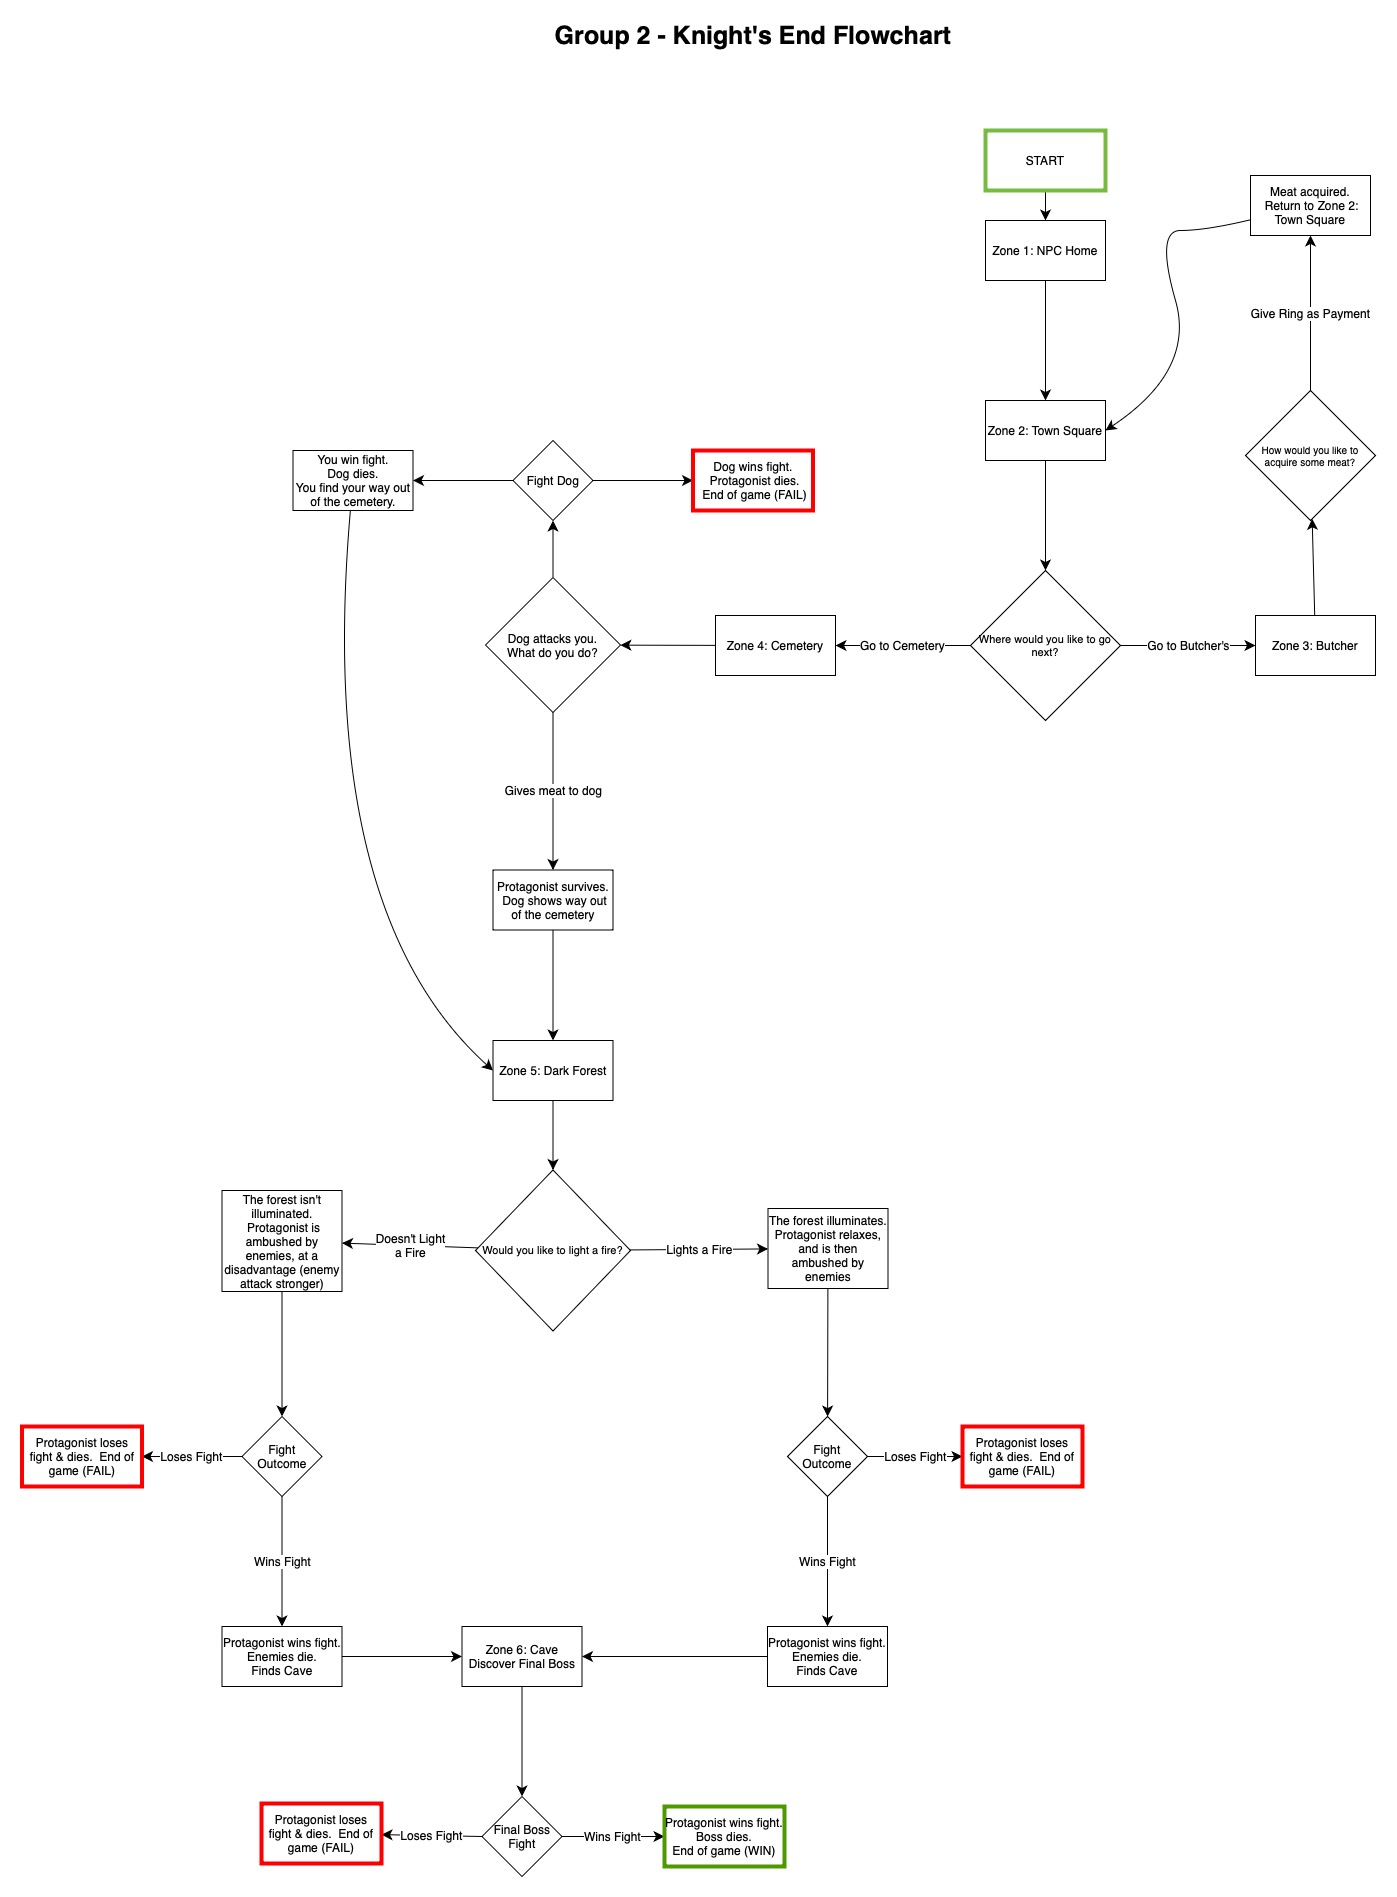 Group 2 - Knight's End Flowchart
START
Meat acquired.
Return to Zone 2:
Town Square
Zone 1: NPC Home
Give Ring as Payment
Zone 2: Town Square
How would you like to
acquire some meat?
You win fight.
Dog dies.
You find your way out
of the cemetery.
Fight Dog
Dog wins fight.
Protagonist dies.
End of game (FAIL)
Dog attacks you.
What do you do?
Zone 4: Cemetery
Go to Cemetery
Where would you like to go
next?
Go to Butcher's
Zone 3: Butcher
Gives meat to dog
Protagonist survives.
Dog shows way out
of the cemetery
Zone 5: Dark Forest
The forest isn't
illuminated.
Protagonist is
ambushed by
enemies, at a
disadvantage (enemy
attack stronger)
Doesn't Light
a Fire
Would you like to light a fire?
Lights a Fire
The forest illuminates.
Protagonist relaxes,
and is then
ambushed by
enemies
Protagonist loses
fight & dies.  End of
game (FAIL)
Loses Fight
Fight
Outcome
Fight
Outcome
Loses Fight
Protagonist loses
fight & dies.  End of
game (FAIL)
Wins Fight
Wins Fight
Protagonist wins fight.
Enemies die.
Finds Cave
Zone 6: Cave
Discover Final Boss
Protagonist wins fight.
Enemies die.
Finds Cave
Protagonist loses
fight & dies.  End of
game (FAIL)
Loses Fight
Final Boss
Fight
Wins Fight
Protagonist wins fight.
Boss dies.
End of game (WIN)